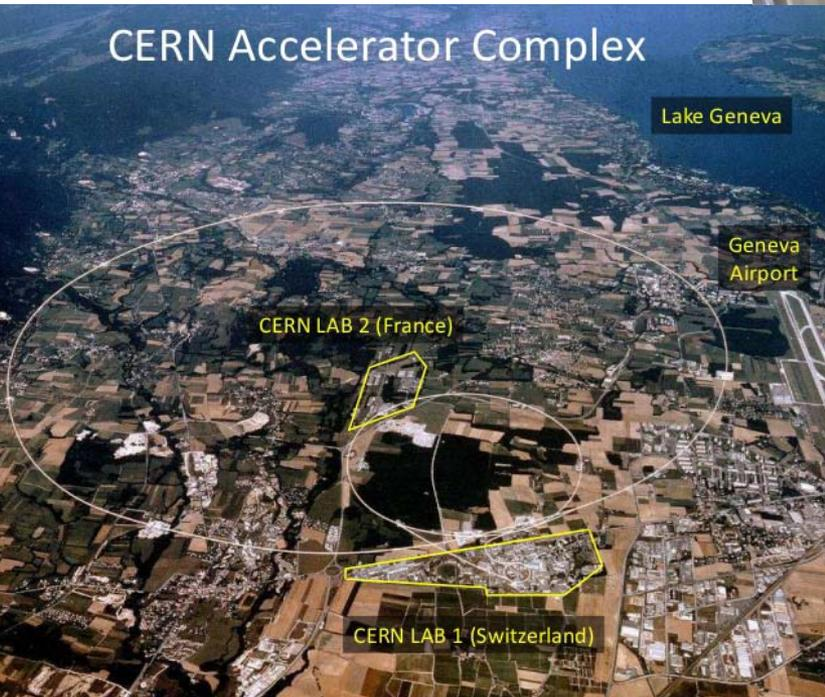 CERN Accelerator Complex
Lake Geneva
Geneva
Airport
CERN LAB 2 (France)
CERN LAB 1 (Switzerland)